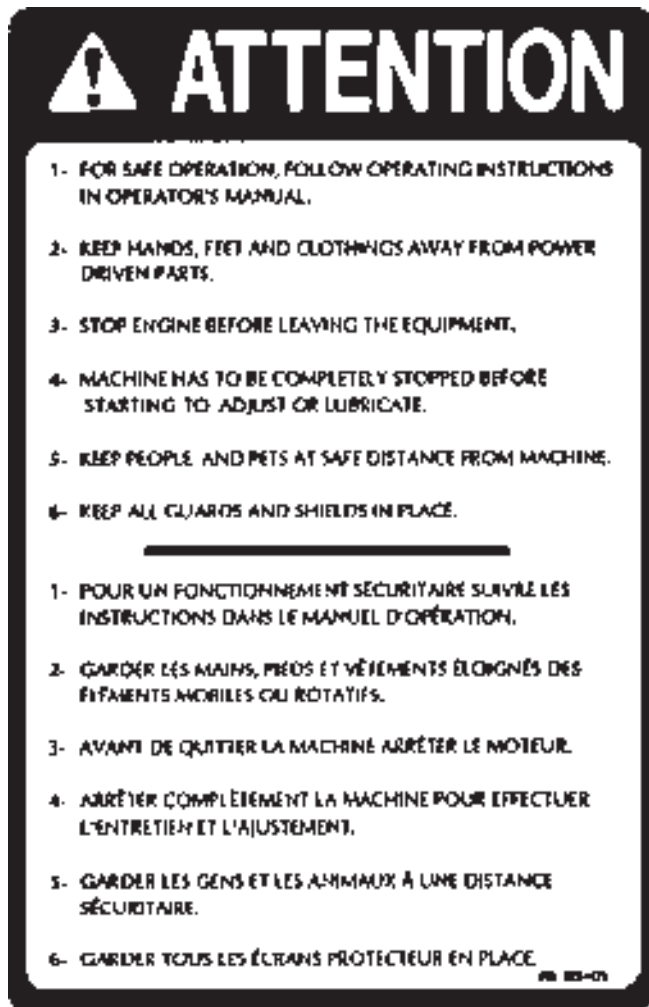 ATTENTION
1- FOR SAFE OPERATION, FOLLOW OPERATING INSTRUCTIONS
IN OPERATOR'S MANUAL.
2- KEEP HANDS, FEET AND CLOTHINGS AWAY FROM POWER
DRIVEN PARTS.
3- STOP ENGINE BEFORE LEAVING THE EQUIPMENT.
4- MACHINE HAS TO BE COMPLETELY STOPPED BEFORE
STARTING TO ADJUST OR LUBRICATE.
5- KEEP PEOPLE AND PETS AT SAFE DISTANCE FROM MACHINE.
6- KEEP ALL GUARDS AND SHIELDS IN PLACE.
1- POUR UN FONCTIONNEMENT SÉCURITAIRE SUIVRE LES
INSTRUCTIONS DANS LE MANUEL D'OPÉRATION.
2- GARDER LES MAINS, PIEDS ET VÊTEMENTS ÉLOIGNÉS DES
ÉLÉMENTS MOBILES OU ROTATIFS.
3- AVANT DE QUITTER LA MACHINE ARRÊTER LE MOTEUR.
4- ARRÊTER COMPLÈTEMENT LA MACHINE POUR EFFECTUER
L'ENTRETIEN ET L'AJUSTEMENT.
5- GARDER LES GENS ET LES ANIMAUX À UNE DISTANCE
SÉCURITAIRE.
6- GARDER TOUS LES ÉCRANS PROTECTEUR EN PLACE